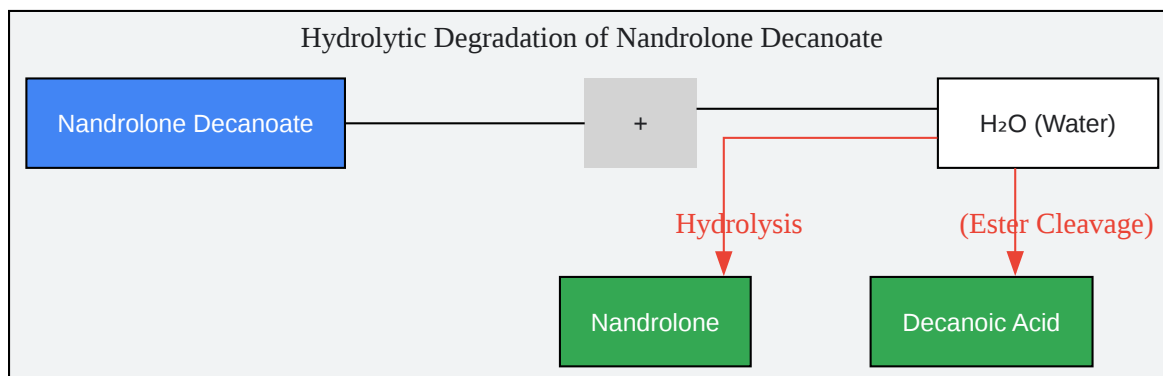 Hydrolytic Degradation of Nandrolone Decanoate
Nandrolone Decanoate
+
H₂O (Water)
Hydrolysis
(Ester Cleavage)
Nandrolone
Decanoic Acid